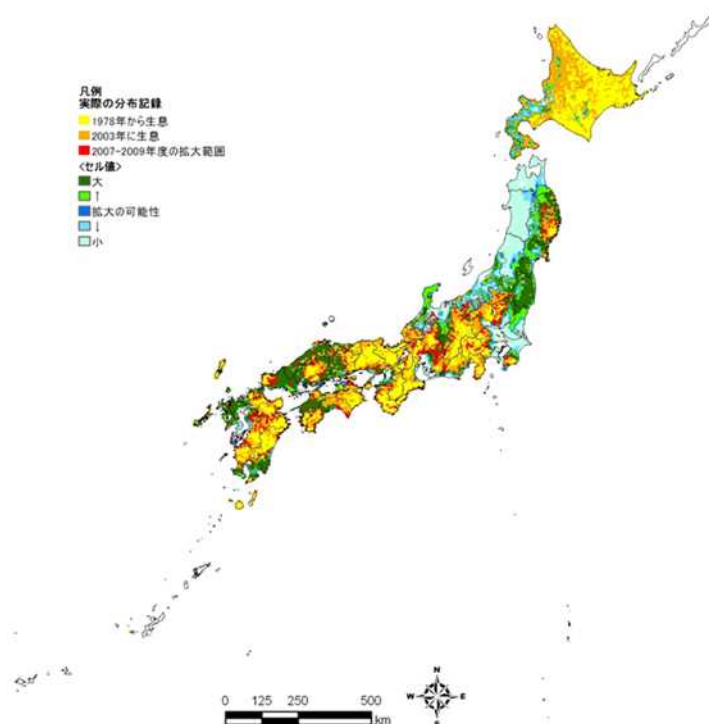 凡例
実際の分布記録
1978年から生息
2003年に生息
2007-2009年度の拡大範囲
<セル値>
大
↑
拡大の可能性
↓
小
N
W E
S
0 125 250 500
km